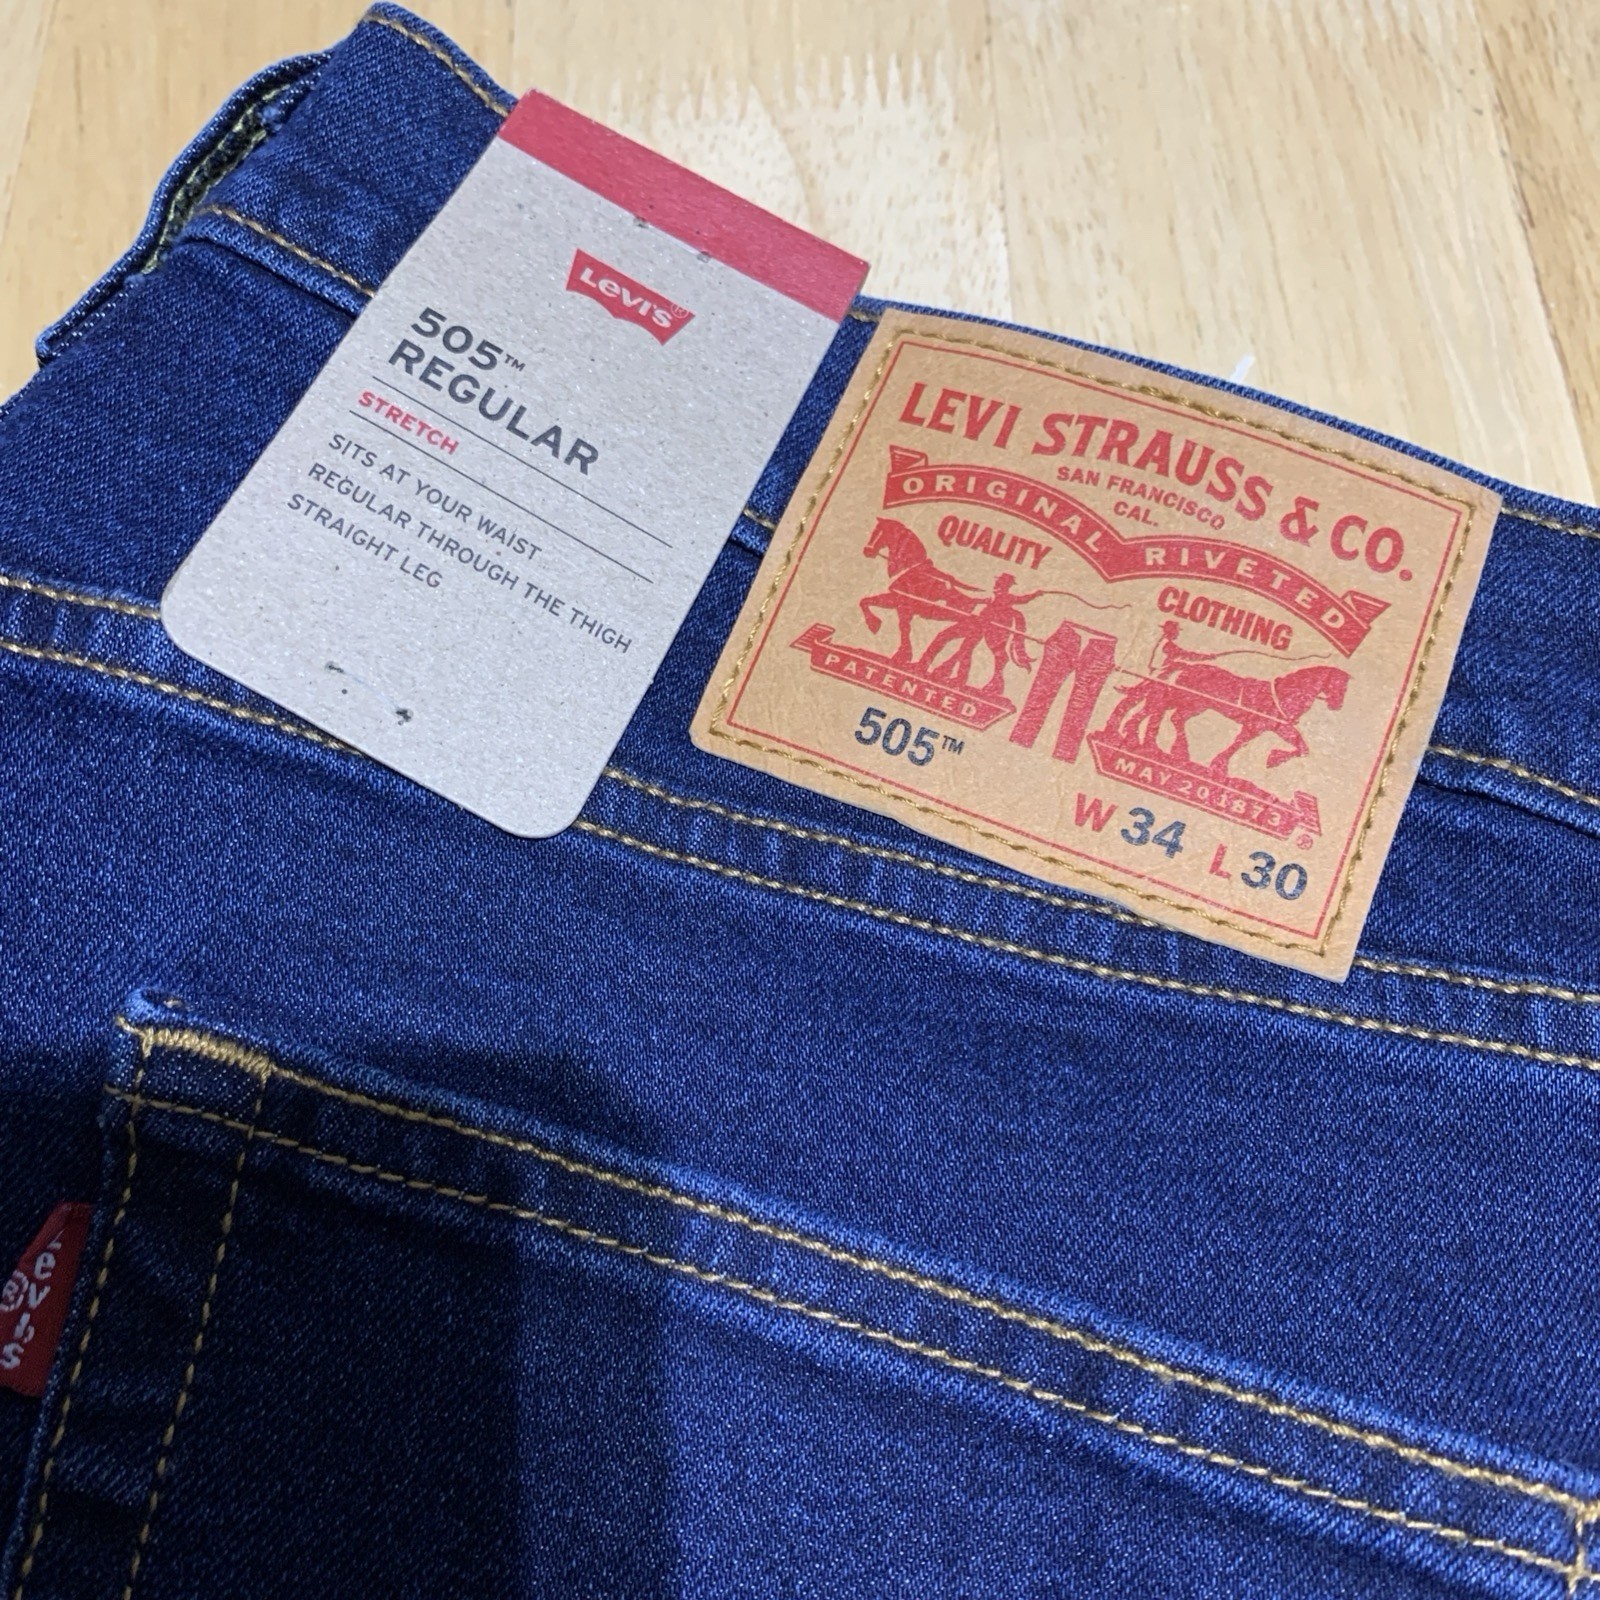 Levi's®
505™
REGULAR
STRETCH
SITS AT YOUR WAIST
REGULAR THROUGH THE THIGH
STRAIGHT LEG
LEVI STRAUSS & CO.
SAN FRANCISCO
CAL.
ORIGINAL RIVETED
QUALITY
CLOTHING
PATENTED
MAY 20 1873
®
505™
W 34 L 30
Levi's
®